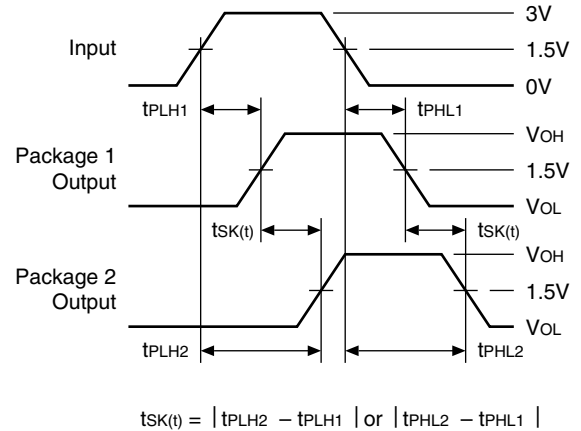 3V
Input
1.5V
0V
tPLH1
tPHL1
VOH
Package 1
Output
1.5V
VOL
tSK(t)
tSK(t)
VOH
Package 2
Output
1.5V
VOL
tPLH2
tPHL2
tSK(t) = | tPLH2 – tPLH1 | or | tPHL2 – tPHL1 |